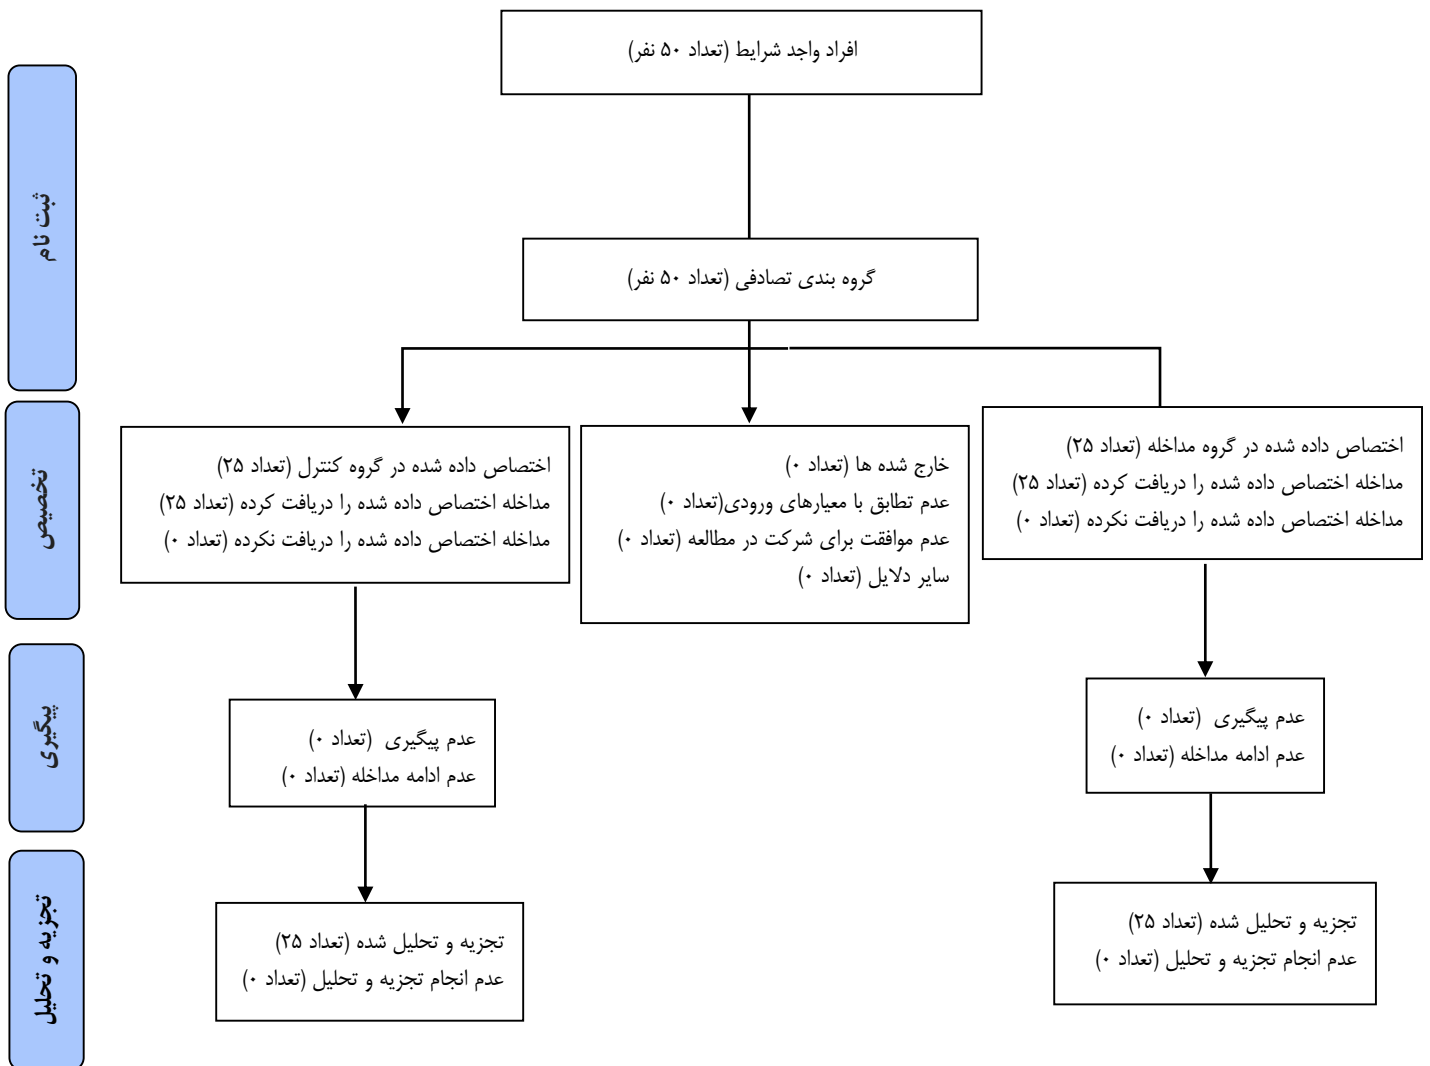 افراد واجد شرایط (تعداد ۵۰ نفر)
ثبت نام
گروه بندی تصادفی (تعداد ۵۰ نفر)
تخصیص
اختصاص داده شده در گروه مداخله (تعداد ۲۵)
مداخله اختصاص داده شده را دریافت کرده (تعداد ۲۵)
مداخله اختصاص داده شده را دریافت نکرده (تعداد ۰)
خارج شده ها (تعداد ۰)
عدم تطابق با معیارهای ورودی(تعداد ۰)
عدم موافقت برای شرکت در مطالعه (تعداد ۰)
سایر دلایل (تعداد ۰)
اختصاص داده شده در گروه کنترل (تعداد ۲۵)
مداخله اختصاص داده شده را دریافت کرده (تعداد ۲۵)
مداخله اختصاص داده شده را دریافت نکرده (تعداد ۰)
پیگیری
عدم پیگیری (تعداد ۰)
عدم ادامه مداخله (تعداد ۰)
عدم پیگیری (تعداد ۰)
عدم ادامه مداخله (تعداد ۰)
تجزیه و تحلیل
تجزیه و تحلیل شده (تعداد ۲۵)
عدم انجام تجزیه و تحلیل (تعداد ۰)
تجزیه و تحلیل شده (تعداد ۲۵)
عدم انجام تجزیه و تحلیل (تعداد ۰)